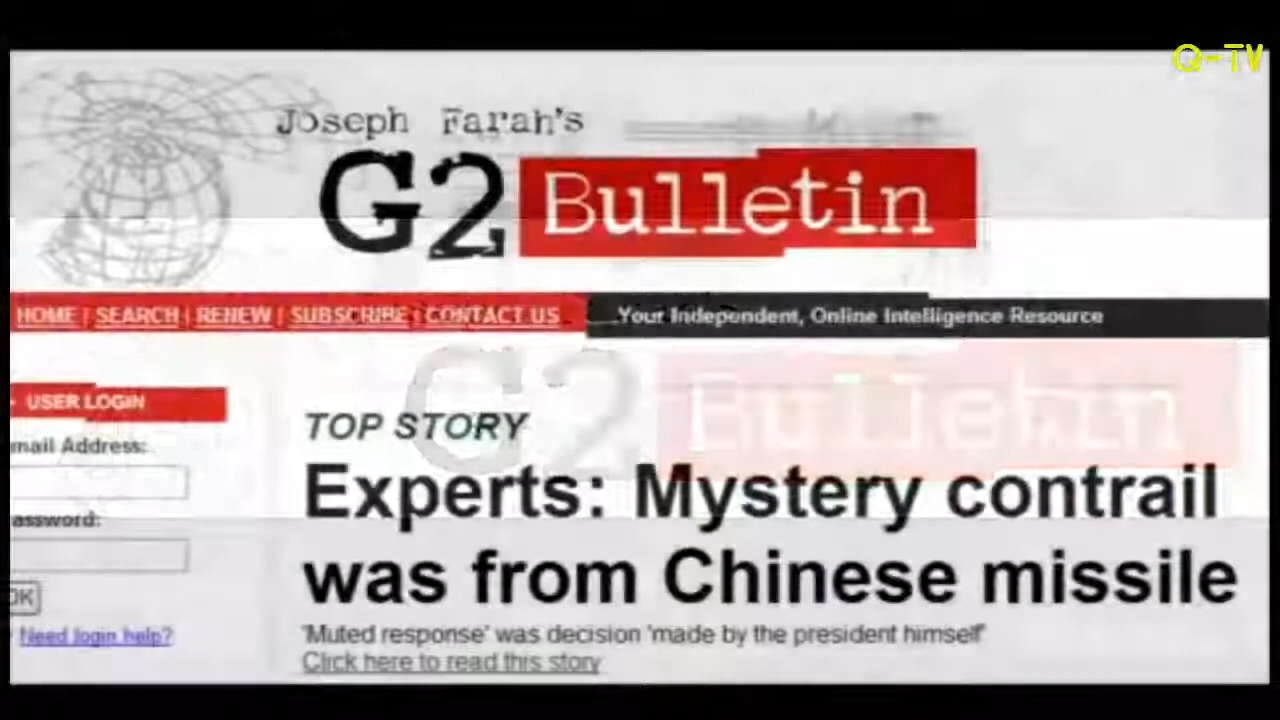 Q-TV
Joseph Farah's
G2 Bulletin
HOME | SEARCH | RENEW | SUBSCRIBE | CONTACT US
Your Independent, Online Intelligence Resource
G2 Bulletin
USER LOGIN
mail Address:
TOP STORY
Experts: Mystery contrail
was from Chinese missile
assword:
OK
'Muted response' was decision 'made by the president himself'
Need login help?
Click here to read this story